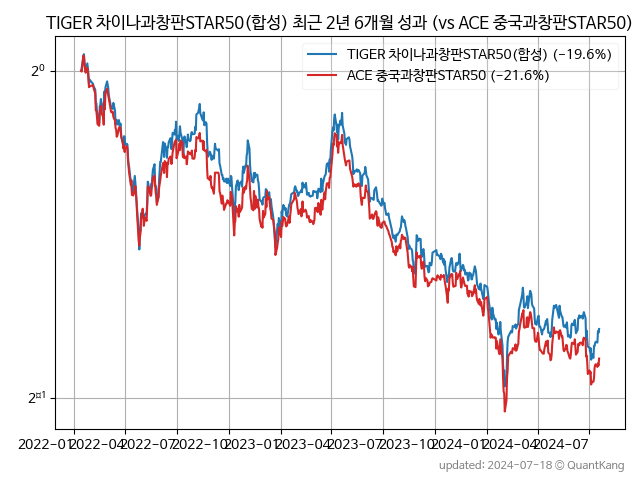 TIGER 차이나과창판STAR50(합성) 최근 2년 6개월 성과 (vs ACE 중국과창판STAR50)
TIGER 차이나과창판STAR50(합성) (-19.6%)
ACE 중국과창판STAR50 (-21.6%)
2⁰
2¤¹
2022-01 2022-04 2022-07 2022-10 2023-01 2023-04 2023-07 2023-10 2024-01 2024-04 2024-07
updated: 2024-07-18 © QuantKang